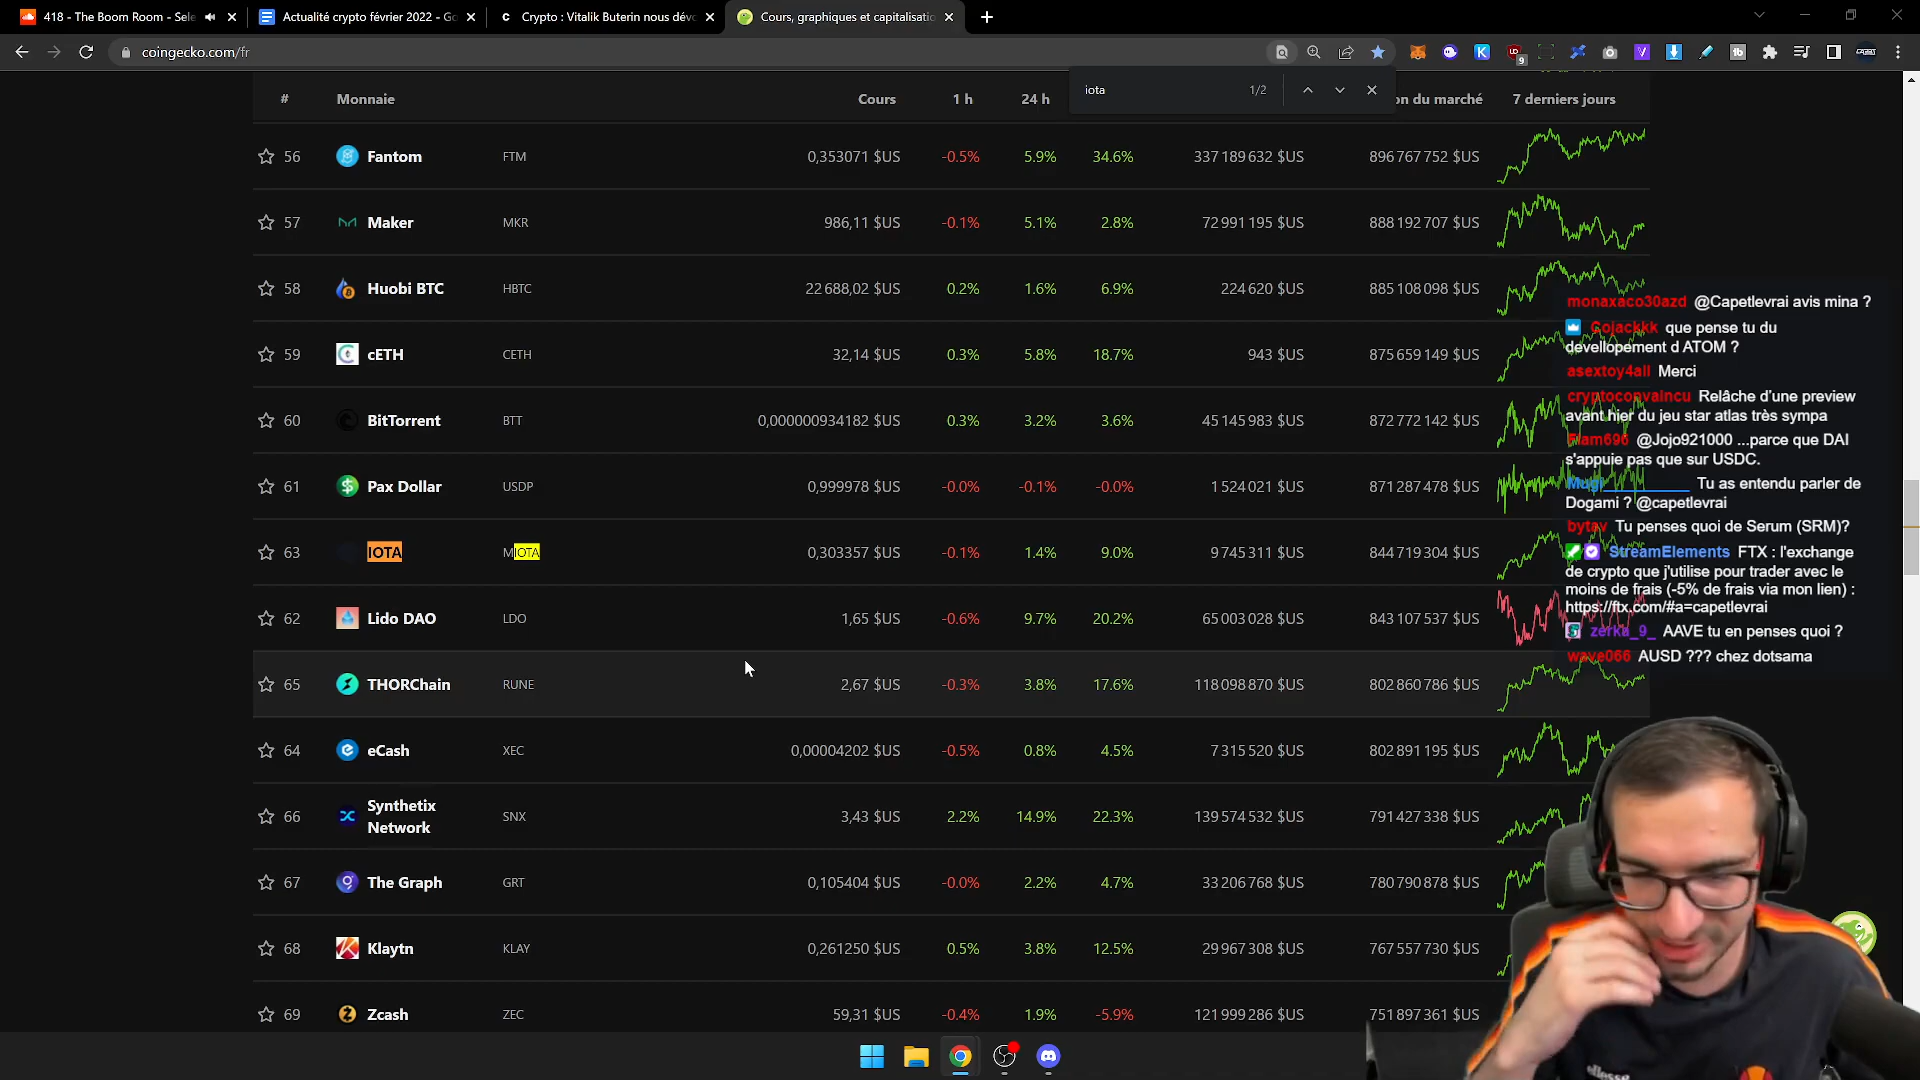 418 - The Boom Room - Sele
Actualité crypto février 2022 - Go
Crypto : Vitalik Buterin nous dévo
Cours, graphiques et capitalisatio
coingecko.com/fr
iota 1/2
# Monnaie Cours 1 h 24 h on du marché 7 derniers jours
56 Fantom FTM 0,353071 $US -0.5% 5.9% 34.6% 337 189 632 $US 896 767 752 $US
57 Maker MKR 986,11 $US -0.1% 5.1% 2.8% 72 991 195 $US 888 192 707 $US
58 Huobi BTC HBTC 22 688,02 $US 0.2% 1.6% 6.9% 224 620 $US 885 108 098 $US
59 cETH CETH 32,14 $US 0.3% 5.8% 18.7% 943 $US 875 659 149 $US
60 BitTorrent BTT 0,000000934182 $US 0.3% 3.2% 3.6% 45 145 983 $US 872 772 142 $US
61 Pax Dollar USDP 0,999978 $US -0.0% -0.1% -0.0% 1 524 021 $US 871 287 478 $US
63 IOTA MIOTA 0,303357 $US -0.1% 1.4% 9.0% 9 745 311 $US 844 719 304 $US
62 Lido DAO LDO 1,65 $US -0.6% 9.7% 20.2% 65 003 028 $US 843 107 537 $US
65 THORChain RUNE 2,67 $US -0.3% 3.8% 17.6% 118 098 870 $US 802 860 786 $US
64 eCash XEC 0,00004202 $US -0.5% 0.8% 4.5% 7 315 520 $US 802 891 195 $US
66 Synthetix
Network SNX 3,43 $US 2.2% 14.9% 22.3% 139 574 532 $US 791 427 338 $US
67 The Graph GRT 0,105404 $US -0.0% 2.2% 4.7% 33 206 768 $US 780 790 878 $US
68 Klaytn KLAY 0,261250 $US 0.5% 3.8% 12.5% 29 967 308 $US 767 557 730 $US
69 Zcash ZEC 59,31 $US -0.4% 1.9% -5.9% 121 999 286 $US 751 897 361 $US
monaxaco30azd @Capetlevrai avis mina ?
Cojackkk que pense tu du
devellopement d ATOM ?
asextoy4all Merci
cryptoconvaincu Relâche d'une preview
avant hier du jeu star atlas très sympa
@Jojo921000 ...parce que DAI
s'appuie pas que sur USDC.
Tu as entendu parler de
Dogami ? @capetlevrai
bytav Tu penses quoi de Serum (SRM)?
StreamElements FTX : l'exchange
de crypto que j'utilise pour trader avec le
moins de frais (-5% de frais via mon lien) :
https://ftx.com/#a=capetlevrai
zerka_9_ AAVE tu en penses quoi ?
wave066 AUSD ??? chez dotsama
ellesse